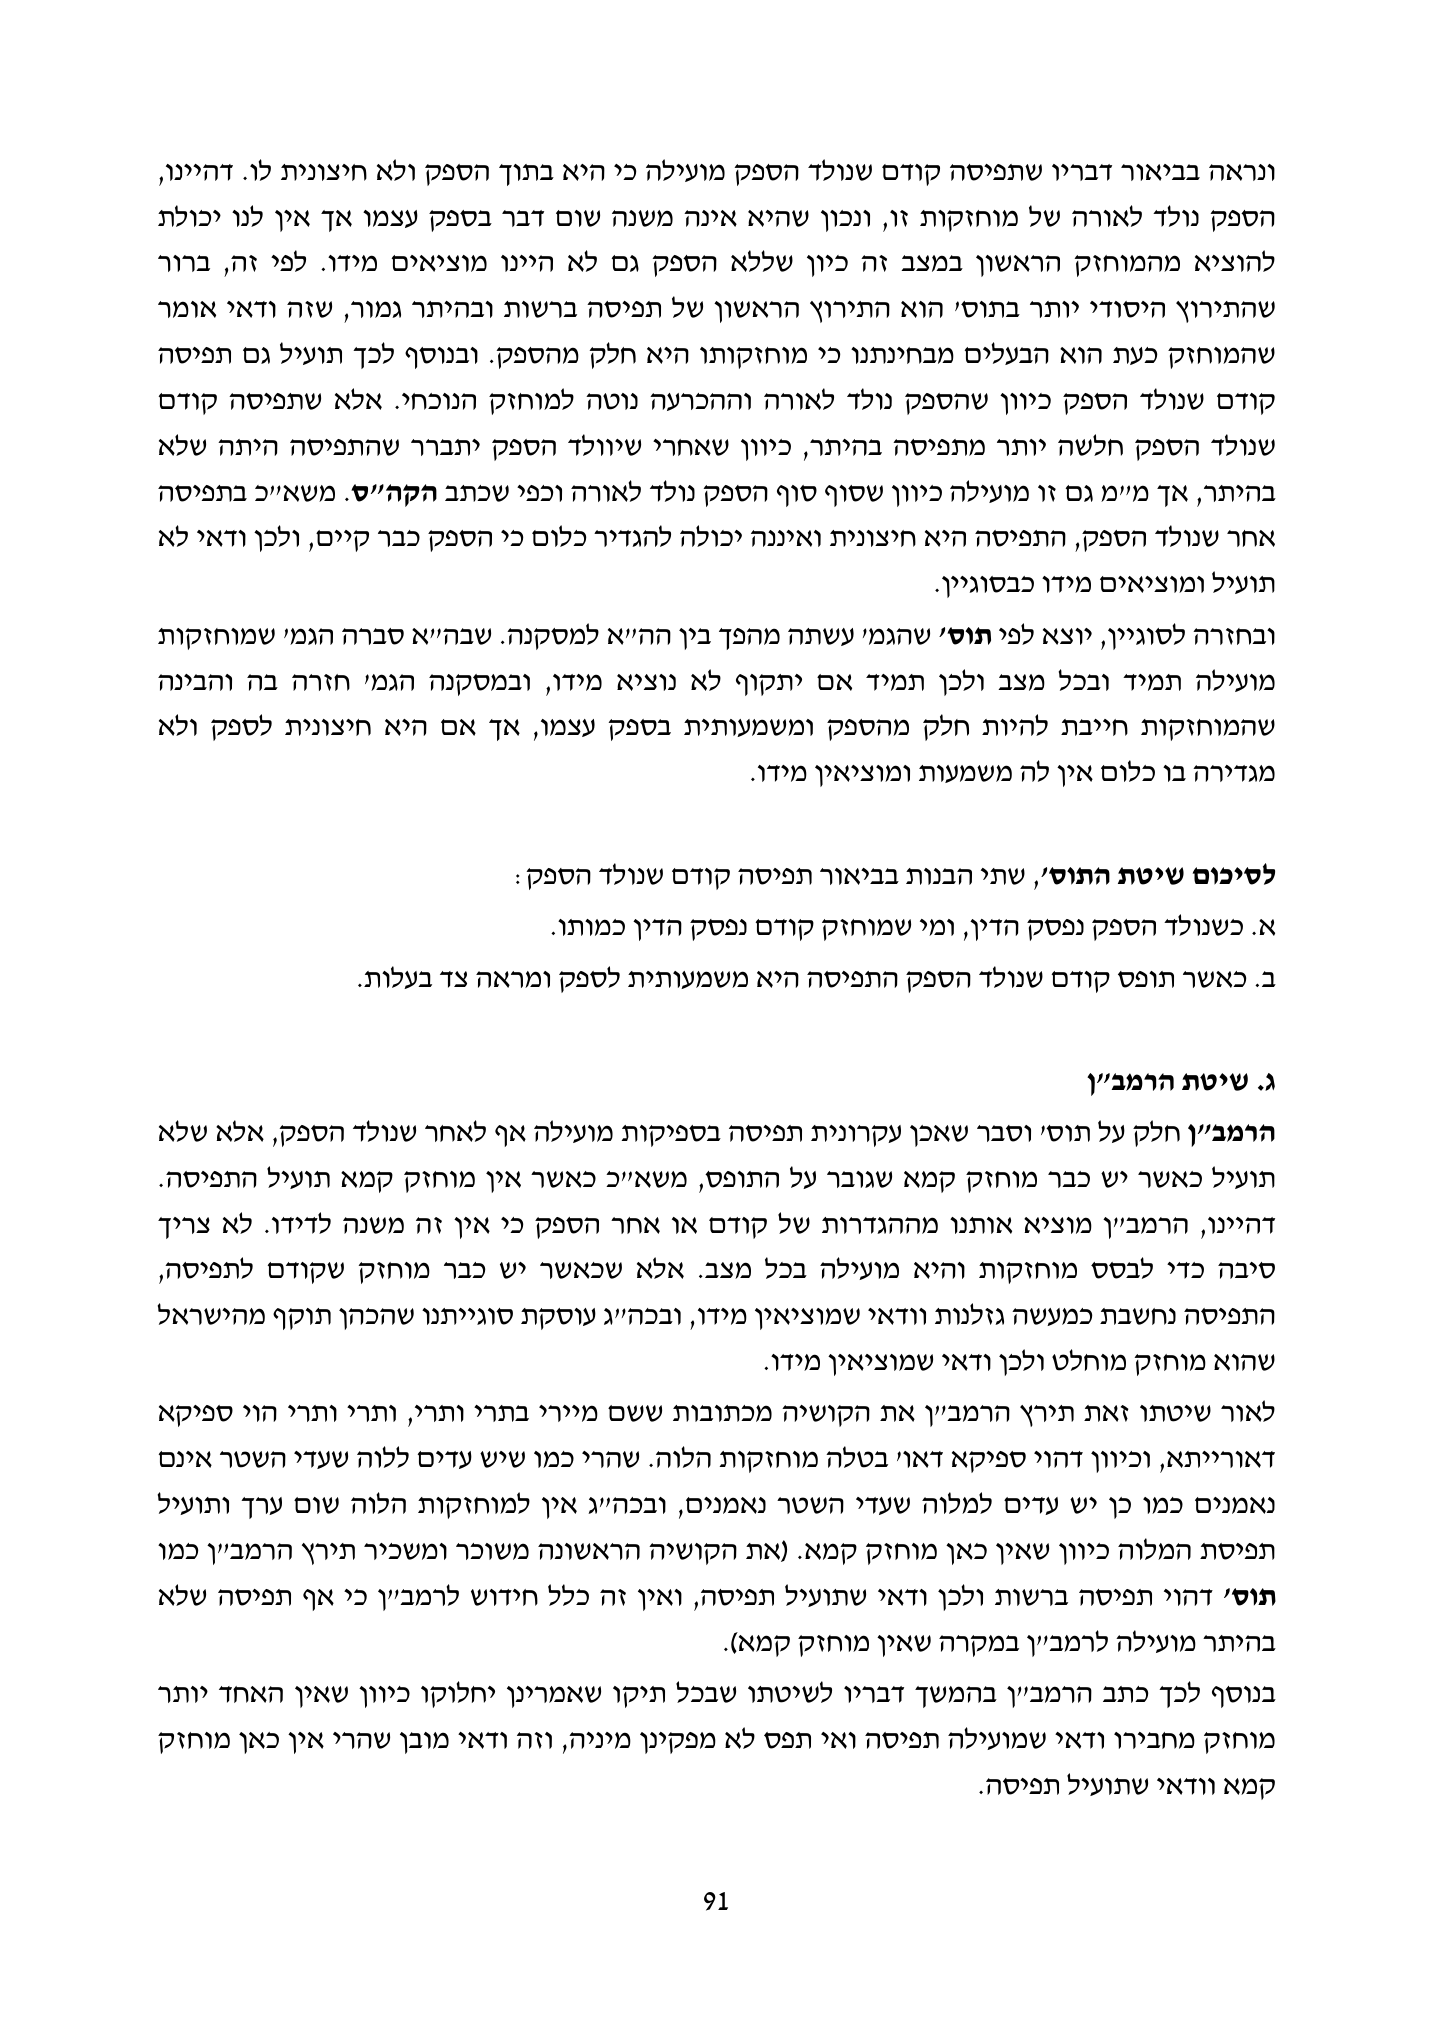 ונראה בביאור דבריו שתפיסה קודם שנולד הספק מועילה כי היא בתוך הספק ולא חיצונית לו. דהיינו,
הספק נולד לאורה של מוחזקות זו, ונכון שהיא אינה משנה שום דבר בספק עצמו אך אין לנו יכולת
להוציא מהמוחזק הראשון במצב זה כיון שללא הספק גם לא היינו מוציאים מידו. לפי זה, ברור
שהתירוץ היסודי יותר בתוס' הוא התירוץ הראשון של תפיסה ברשות ובהיתר גמור, שזה ודאי אומר
שהמוחזק כעת הוא הבעלים מבחינתנו כי מוחזקותו היא חלק מהספק. ובנוסף לכך תועיל גם תפיסה
קודם שנולד הספק כיוון שהספק נולד לאורה וההכרעה נוטה למוחזק הנוכחי. אלא שתפיסה קודם
שנולד הספק חלשה יותר מתפיסה בהיתר, כיוון שאחרי שיוולד הספק יתברר שהתפיסה היתה שלא
בהיתר, אך מ"מ גם זו מועילה כיוון שסוף סוף הספק נולד לאורה וכפי שכתב הקה"ס. משא"כ בתפיסה
אחר שנולד הספק, התפיסה היא חיצונית ואיננה יכולה להגדיר כלום כי הספק כבר קיים, ולכן ודאי לא
תועיל ומוציאים מידו כבסוגיין.
ובחזרה לסוגיין, יוצא לפי תוס' שהגמ' עשתה מהפך בין הה"א למסקנה. שבה"א סברה הגמ' שמוחזקות
מועילה תמיד ובכל מצב ולכן תמיד אם יתקוף לא נוציא מידו, ובמסקנה הגמ' חזרה בה והבינה
שהמוחזקות חייבת להיות חלק מהספק ומשמעותית בספק עצמו, אך אם היא חיצונית לספק ולא
מגדירה בו כלום אין לה משמעות ומוציאין מידו.
לסיכום שיטת התוס', שתי הבנות בביאור תפיסה קודם שנולד הספק:
א. כשנולד הספק נפסק הדין, ומי שמוחזק קודם נפסק הדין כמותו.
ב. כאשר תופס קודם שנולד הספק התפיסה היא משמעותית לספק ומראה צד בעלות.
ג. שיטת הרמב"ן
הרמב"ן חלק על תוס' וסבר שאכן עקרונית תפיסה בספיקות מועילה אף לאחר שנולד הספק, אלא שלא
תועיל כאשר יש כבר מוחזק קמא שגובר על התופס, משא"כ כאשר אין מוחזק קמא תועיל התפיסה.
דהיינו, הרמב"ן מוציא אותנו מההגדרות של קודם או אחר הספק כי אין זה משנה לדידו. לא צריך
סיבה כדי לבסס מוחזקות והיא מועילה בכל מצב. אלא שכאשר יש כבר מוחזק שקודם לתפיסה,
התפיסה נחשבת כמעשה גזלנות וודאי שמוציאין מידו, ובכה"ג עוסקת סוגייתנו שהכהן תוקף מהישראל
שהוא מוחזק מוחלט ולכן ודאי שמוציאין מידו.
לאור שיטתו זאת תירץ הרמב"ן את הקושיה מכתובות ששם מיירי בתרי ותרי, ותרי ותרי הוי ספיקא
דאורייתא, וכיוון דהוי ספיקא דאו' בטלה מוחזקות הלוה. שהרי כמו שיש עדים ללוה שעדי השטר אינם
נאמנים כמו כן יש עדים למלוה שעדי השטר נאמנים, ובכה"ג אין למוחזקות הלוה שום ערך ותועיל
תפיסת המלוה כיוון שאין כאן מוחזק קמא. (את הקושיה הראשונה משוכר ומשכיר תירץ הרמב"ן כמו
תוס' דהוי תפיסה ברשות ולכן ודאי שתועיל תפיסה, ואין זה כלל חידוש לרמב"ן כי אף תפיסה שלא
בהיתר מועילה לרמב"ן במקרה שאין מוחזק קמא).
בנוסף לכך כתב הרמב"ן בהמשך דבריו לשיטתו שבכל תיקו שאמרינן יחלוקו כיוון שאין האחד יותר
מוחזק מחבירו ודאי שמועילה תפיסה ואי תפס לא מפקינן מיניה, וזה ודאי מובן שהרי אין כאן מוחזק
קמא וודאי שתועיל תפיסה.
91